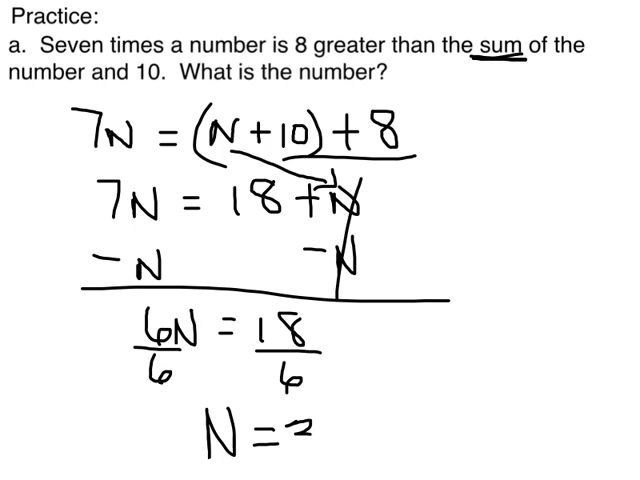 Practice:
a. Seven times a number is 8 greater than the sum of the
number and 10. What is the number?
7N = (N+10)+8
7N = 18+N
-N -N
6N = 18
6 6
N =